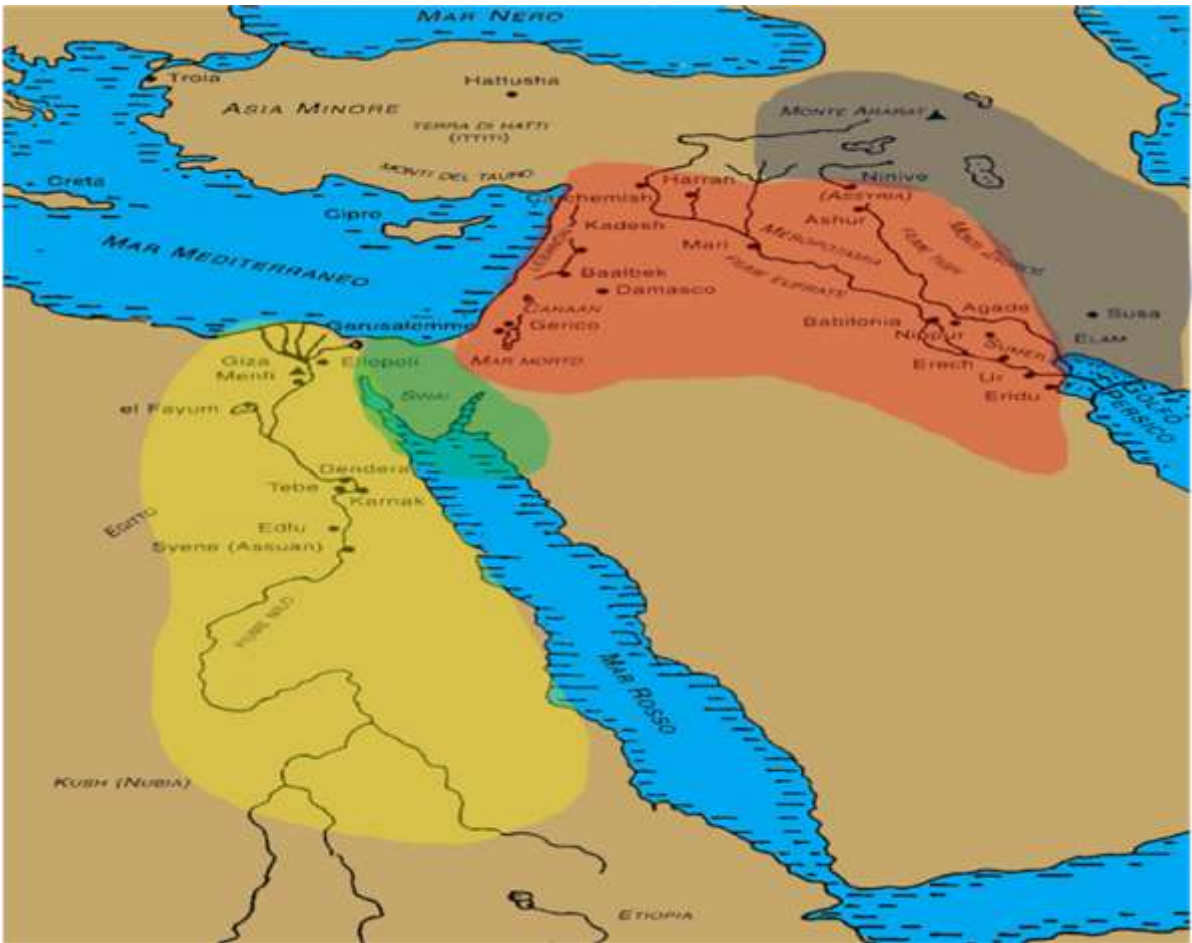 MAR NERO
TROIA
Hattusha
ASIA MINORE
TERRA DI HATTI
(ITTITI)
MONTE ARARAT
MONTI DEL TAURO
Creta
Cipro
MAR MEDITERRANEO
Carchemish
Harran
Ninive
(ASSYRIA)
Ashur
Kadesh
LEBANON
Mari
MESOPOTAMIA
FIUME TIGRI
MONTI ZAGROS
Baalbek
Damasco
FIUME EUFRATE
CANAAN
Gerico
Garusalemme
MAR MORTO
Babilonia
Agade
Nippur
SUMER
Susa
ELAM
Erech
Ur
Eridu
GOLFO
PERSICO
Giza
Menfi
Eliopoli
SINAI
el Fayum
Dendera
Tebe
Karnak
EGITTO
Edfu
Syene (Assuan)
FIUME NILO
MAR ROSSO
KUSH (NUBIA)
ETIOPIA